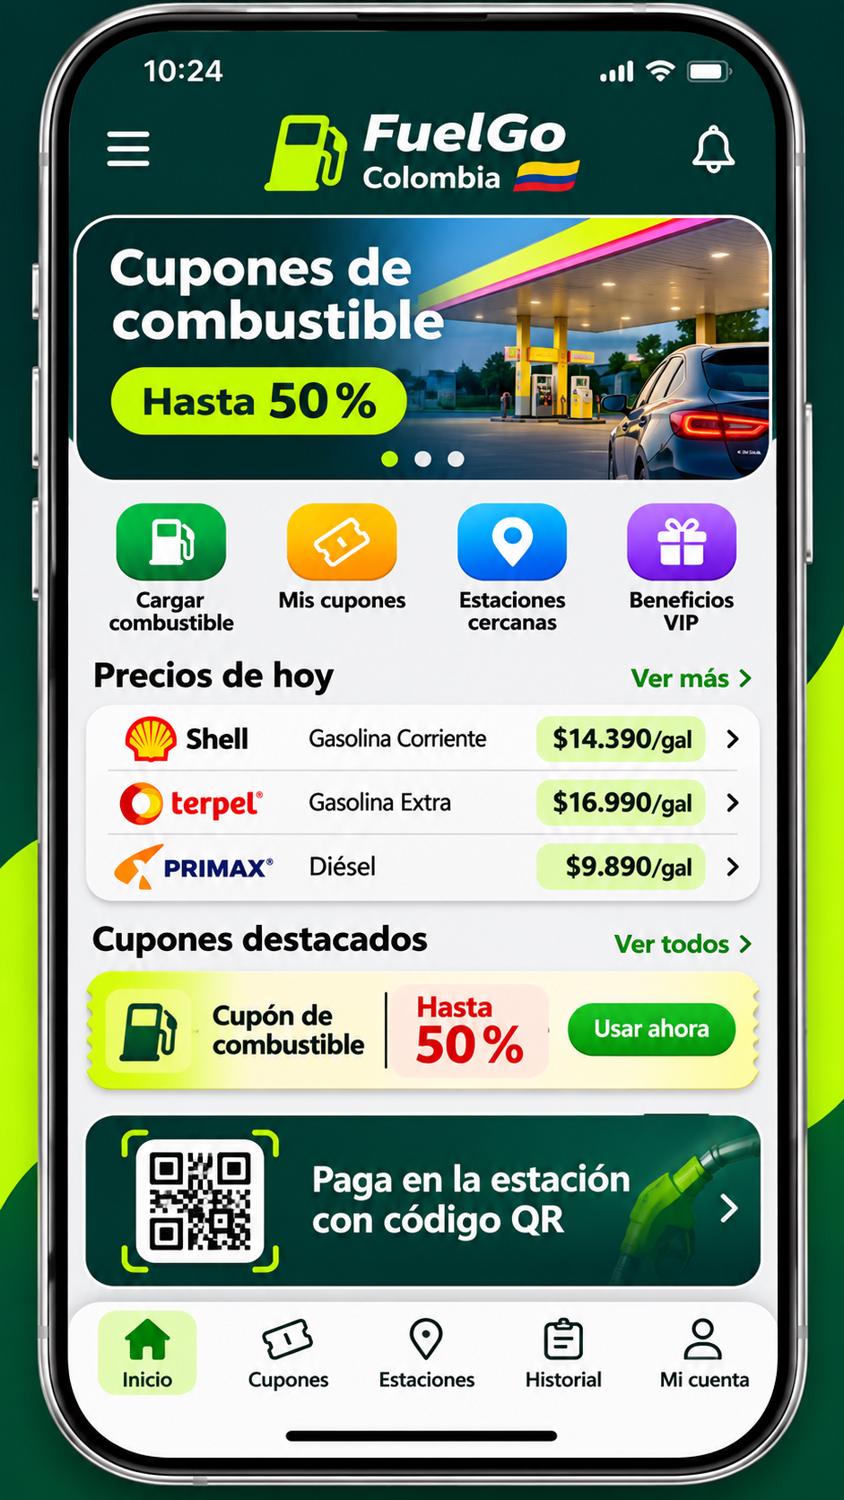 10:24
FuelGo
Colombia
Cupones de
combustible
Hasta 50%
Cargar
combustible
Mis cupones
Estaciones
cercanas
Beneficios
VIP
Precios de hoy
Ver más >
Shell Gasolina Corriente $14.390/gal >
terpel® Gasolina Extra $16.990/gal >
PRIMAX® Diésel $9.890/gal >
Cupones destacados
Ver todos >
Cupón de
combustible
Hasta
50%
Usar ahora
Paga en la estación
con código QR
Inicio
Cupones
Estaciones
Historial
Mi cuenta